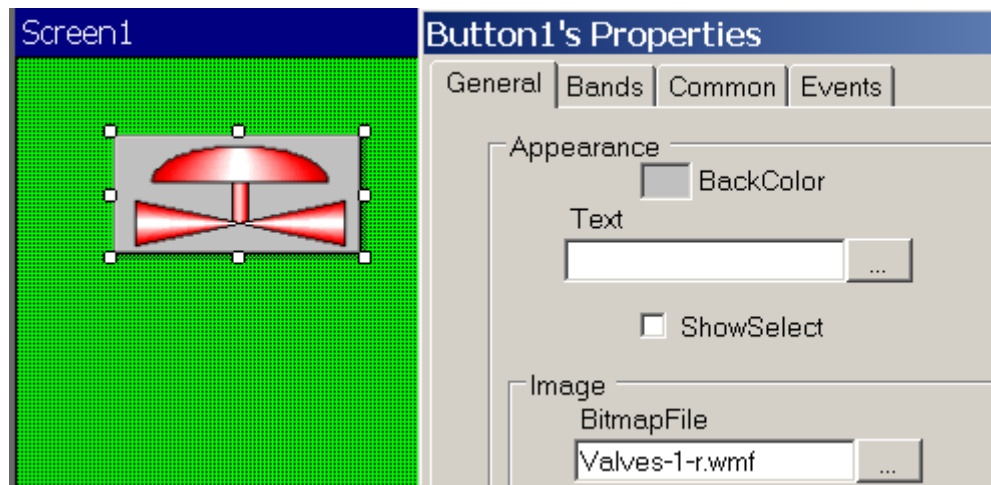 Screen1
Button1's Properties
General Bands Common Events
Appearance
BackColor
Text
...
ShowSelect
Image
BitmapFile
Valves-1-r.wmf ...